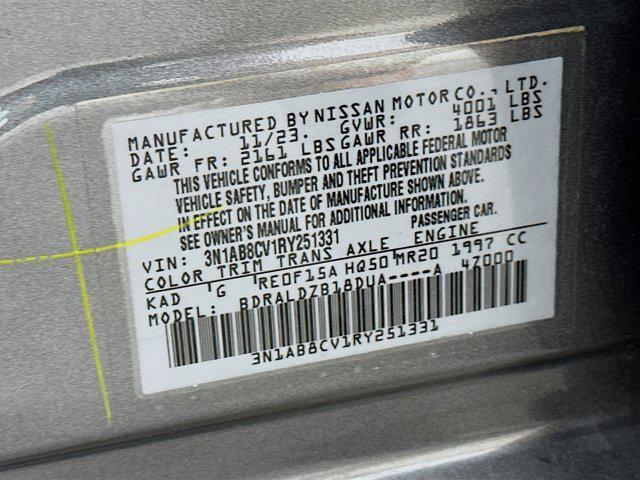 MANUFACTURED BY NISSAN MOTOR CO., LTD.
DATE: 11/23. GVWR: 4001 LBS
GAWR FR: 2161 LBS GAWR RR: 1863 LBS
THIS VEHICLE CONFORMS TO ALL APPLICABLE FEDERAL MOTOR
VEHICLE SAFETY, BUMPER AND THEFT PREVENTION STANDARDS
IN EFFECT ON THE DATE OF MANUFACTURE SHOWN ABOVE.
SEE OWNER'S MANUAL FOR ADDITIONAL INFORMATION.
VIN: 3N1AB8CV1RY251331 PASSENGER CAR.
COLOR TRIM TRANS AXLE ENGINE
KAD G RE0F15A HQ50 MR20 1997 CC
MODEL: BDRALDZB18DUA----A 47000
3N1AB8CV1RY251331